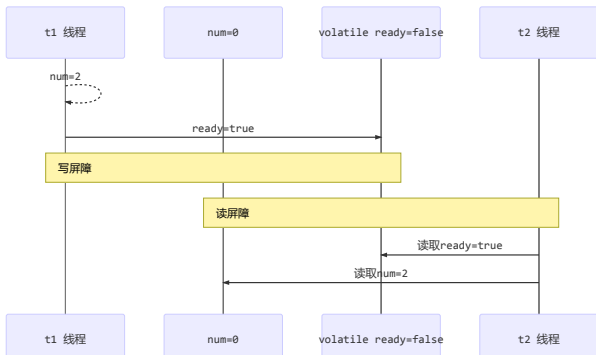 t1 线程
num=0
volatile ready=false
t2 线程
num=2
ready=true
写屏障
读屏障
读取ready=true
读取num=2
t1 线程
num=0
volatile ready=false
t2 线程